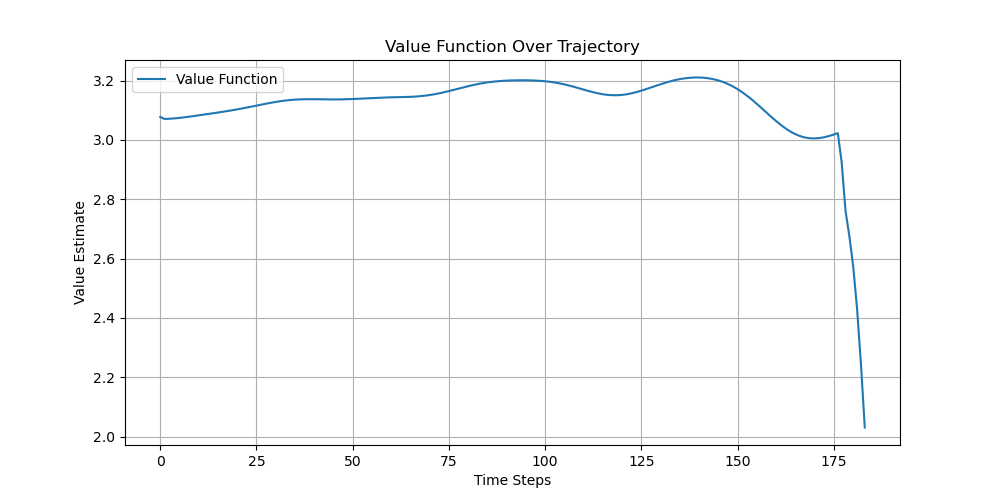 Value Function Over Trajectory
Value Function
3.2
3.0
2.8
2.6
2.4
2.2
2.0
Value Estimate
0 25 50 75 100 125 150 175
Time Steps